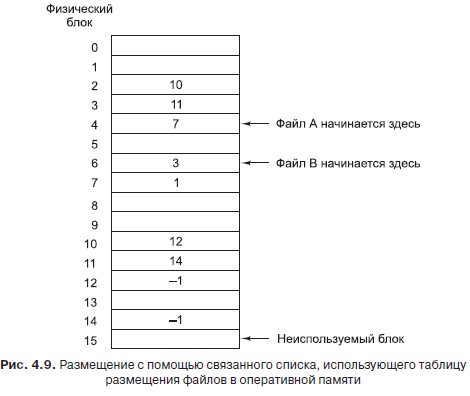 Физический
блок
0
1
2 10
3 11
4 7 Файл А начинается здесь
5
6 3 Файл В начинается здесь
7 1
8
9
10 12
11 14
12 –1
13
14 –1
15 Неиспользуемый блок
Рис. 4.9. Размещение с помощью связанного списка, использующего таблицу
размещения файлов в оперативной памяти